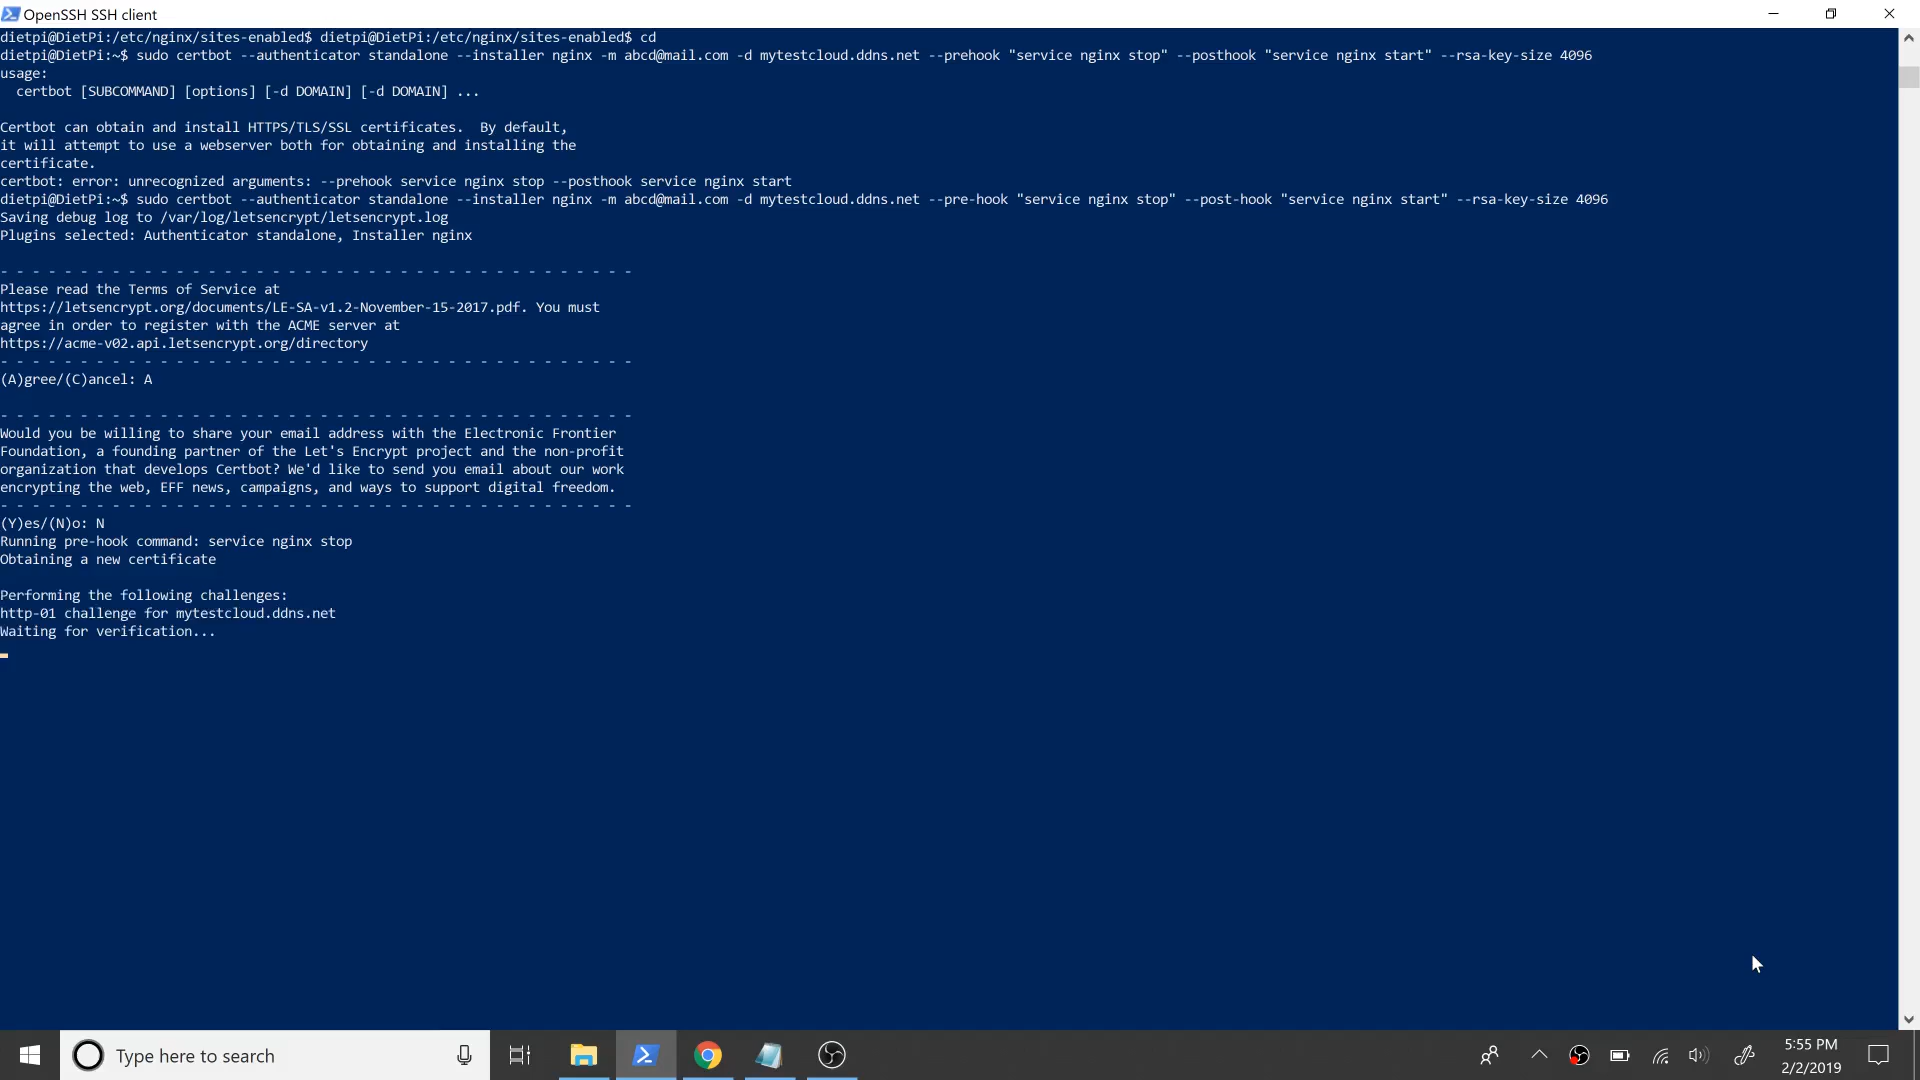 OpenSSH SSH client
dietpi@DietPi:/etc/nginx/sites-enabled$ dietpi@DietPi:/etc/nginx/sites-enabled$ cd
dietpi@DietPi:~$ sudo certbot --authenticator standalone --installer nginx -m abcd@mail.com -d mytestcloud.ddns.net --prehook "service nginx stop" --posthook "service nginx start" --rsa-key-size 4096
usage:
  certbot [SUBCOMMAND] [options] [-d DOMAIN] [-d DOMAIN] ...
Certbot can obtain and install HTTPS/TLS/SSL certificates.  By default,
it will attempt to use a webserver both for obtaining and installing the
certificate.
certbot: error: unrecognized arguments: --prehook service nginx stop --posthook service nginx start
dietpi@DietPi:~$ sudo certbot --authenticator standalone --installer nginx -m abcd@mail.com -d mytestcloud.ddns.net --pre-hook "service nginx stop" --post-hook "service nginx start" --rsa-key-size 4096
Saving debug log to /var/log/letsencrypt/letsencrypt.log
Plugins selected: Authenticator standalone, Installer nginx
- - - - - - - - - - - - - - - - - - - - - - - - - - - - - - - - - - - - - - - -
Please read the Terms of Service at
https://letsencrypt.org/documents/LE-SA-v1.2-November-15-2017.pdf. You must
agree in order to register with the ACME server at
https://acme-v02.api.letsencrypt.org/directory
- - - - - - - - - - - - - - - - - - - - - - - - - - - - - - - - - - - - - - - -
(A)gree/(C)ancel: A
- - - - - - - - - - - - - - - - - - - - - - - - - - - - - - - - - - - - - - - -
Would you be willing to share your email address with the Electronic Frontier
Foundation, a founding partner of the Let's Encrypt project and the non-profit
organization that develops Certbot? We'd like to send you email about our work
encrypting the web, EFF news, campaigns, and ways to support digital freedom.
- - - - - - - - - - - - - - - - - - - - - - - - - - - - - - - - - - - - - - - -
(Y)es/(N)o: N
Running pre-hook command: service nginx stop
Obtaining a new certificate
Performing the following challenges:
http-01 challenge for mytestcloud.ddns.net
Waiting for verification...
Type here to search
5:55 PM
2/2/2019